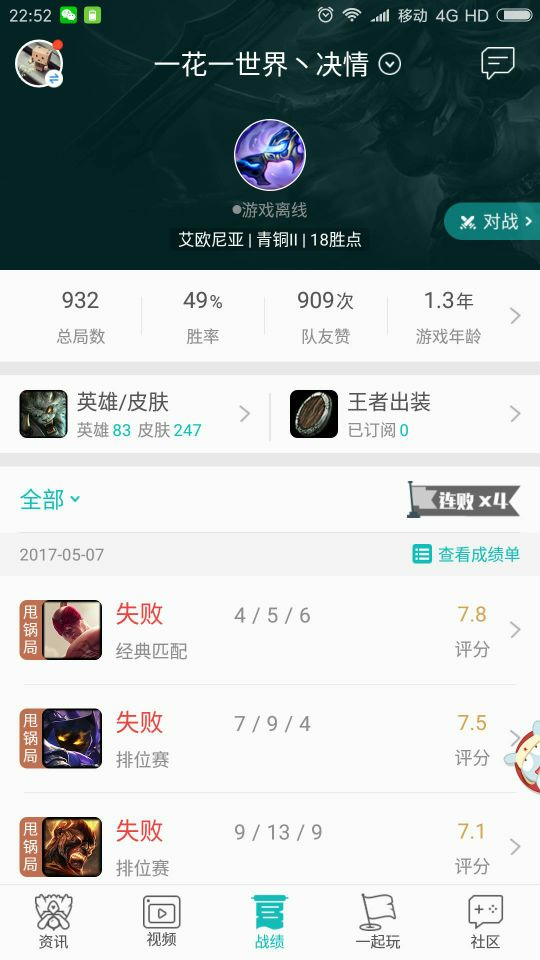 22:52 移动 4G HD
一花一世界丶决情
游戏离线
艾欧尼亚 | 青铜II | 18胜点
对战
932 49% 909次 1.3年
总局数 胜率 队友赞 游戏年龄
英雄/皮肤 王者出装
英雄 83 皮肤 247 已订阅 0
全部 连败 x4
2017-05-07 查看成绩单
甩锅局 失败 4 / 5 / 6 7.8
经典匹配 评分
甩锅局 失败 7 / 9 / 4 7.5
排位赛 评分
甩锅局 失败 9 / 13 / 9 7.1
排位赛 评分
资讯 视频 战绩 一起玩 社区